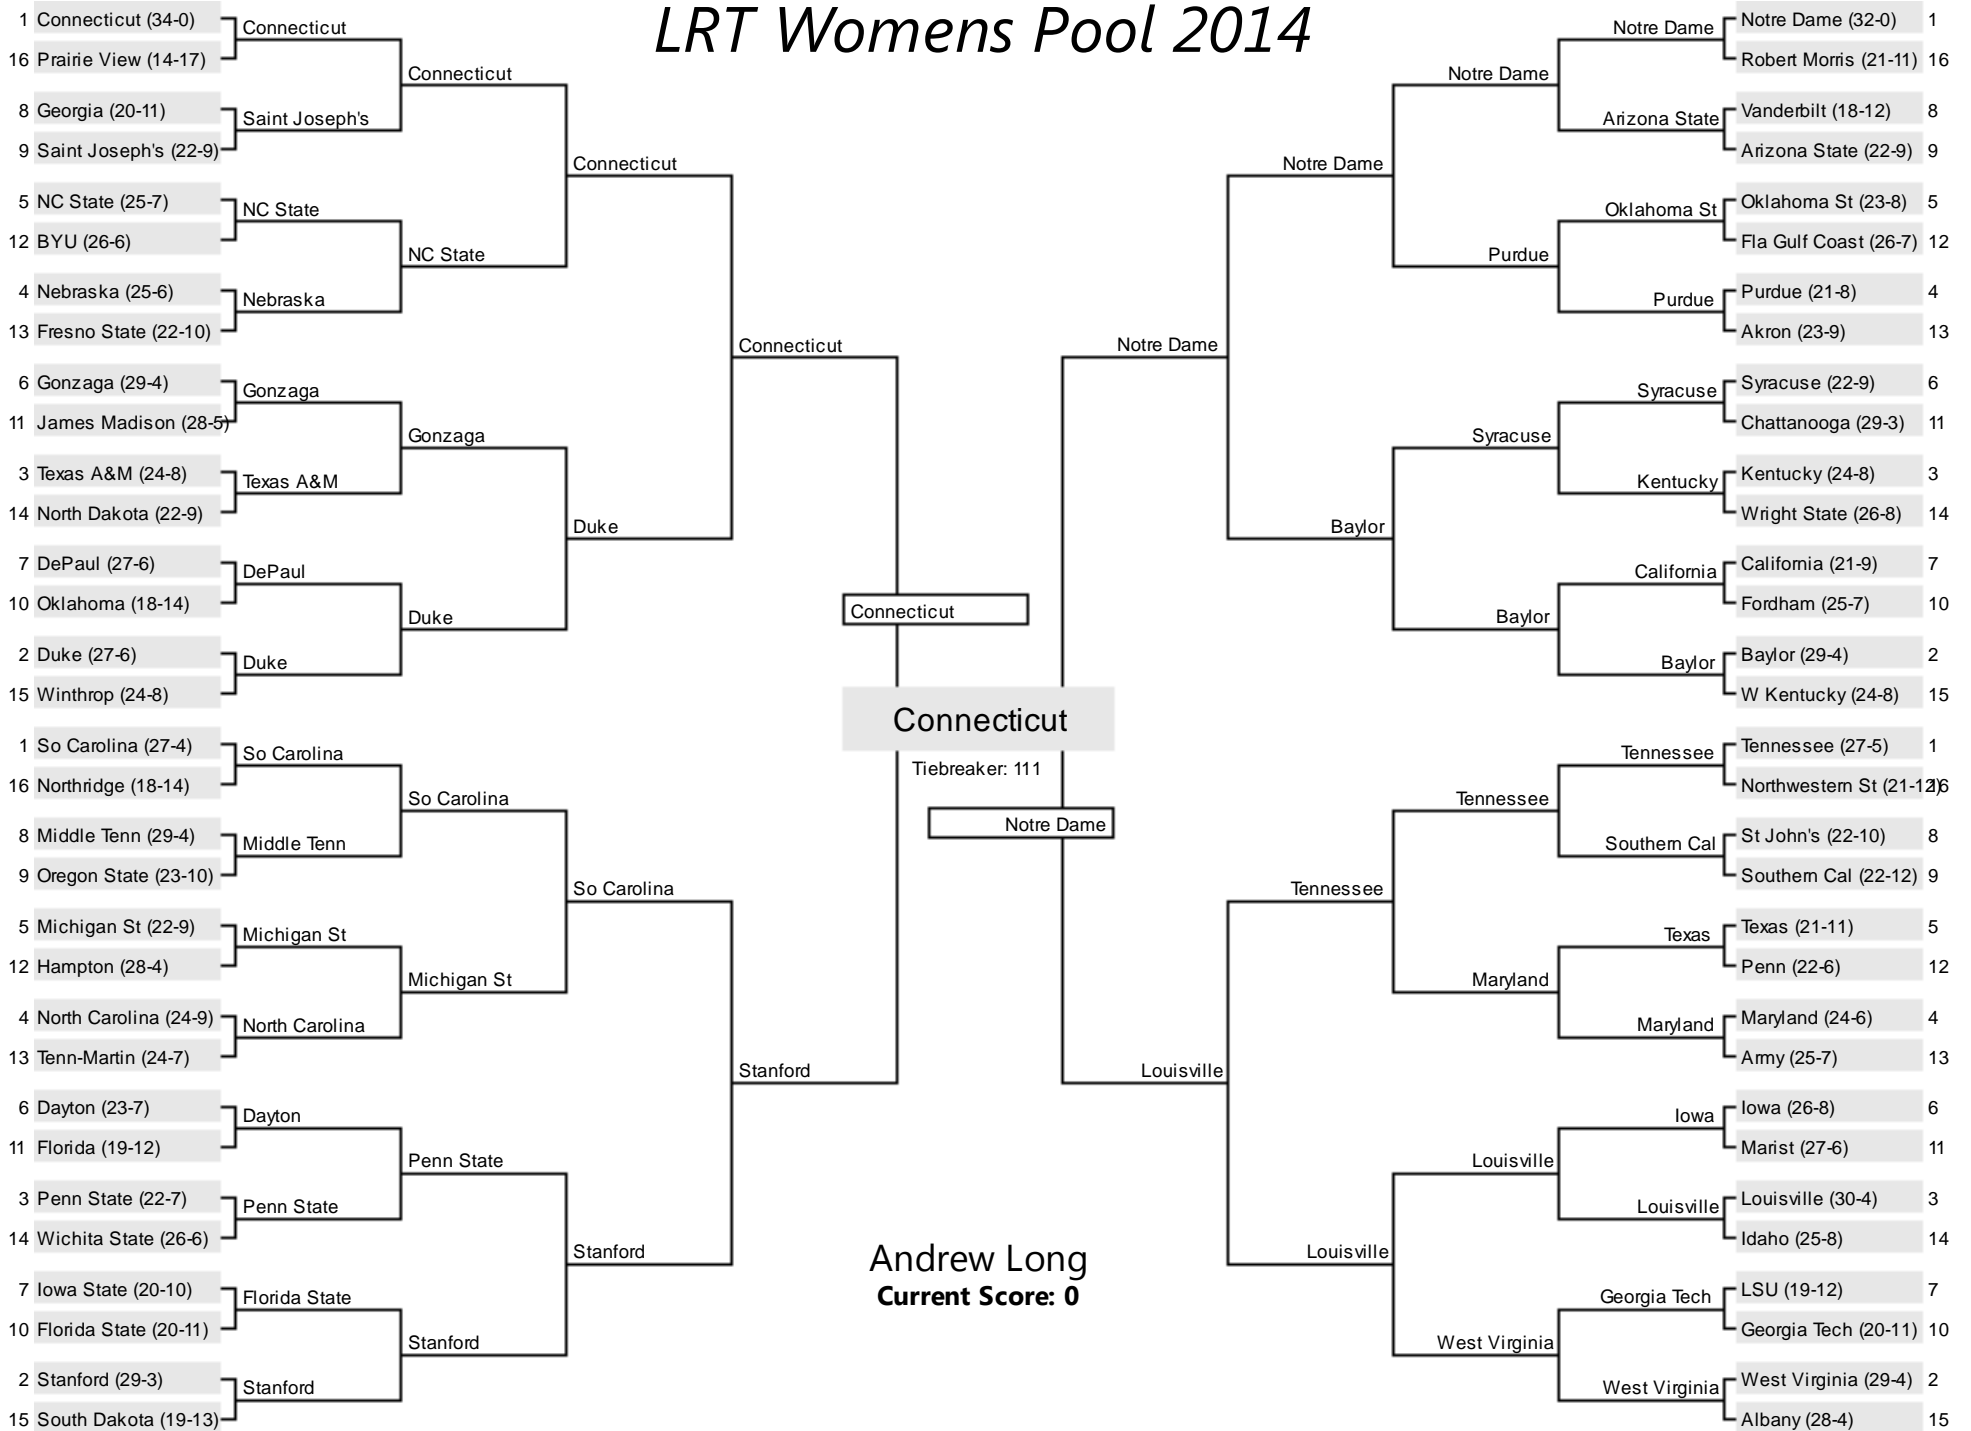 LRT Womens Pool 2014
1 Connecticut (34-0)
16 Prairie View (14-17)
8 Georgia (20-11)
9 Saint Joseph's (22-9)
5 NC State (25-7)
12 BYU (26-6)
4 Nebraska (25-6)
13 Fresno State (22-10)
6 Gonzaga (29-4)
11 James Madison (28-5)
3 Texas A&M (24-8)
14 North Dakota (22-9)
7 DePaul (27-6)
10 Oklahoma (18-14)
2 Duke (27-6)
15 Winthrop (24-8)
1 So Carolina (27-4)
16 Northridge (18-14)
8 Middle Tenn (29-4)
9 Oregon State (23-10)
5 Michigan St (22-9)
12 Hampton (28-4)
4 North Carolina (24-9)
13 Tenn-Martin (24-7)
6 Dayton (23-7)
11 Florida (19-12)
3 Penn State (22-7)
14 Wichita State (26-6)
7 Iowa State (20-10)
10 Florida State (20-11)
2 Stanford (29-3)
15 South Dakota (19-13)
Connecticut
Saint Joseph's
NC State
Nebraska
Gonzaga
Texas A&M
DePaul
Duke
So Carolina
Middle Tenn
Michigan St
North Carolina
Dayton
Penn State
Florida State
Stanford
Connecticut
NC State
Gonzaga
Duke
So Carolina
Michigan St
Penn State
Stanford
Connecticut
Duke
So Carolina
Stanford
Connecticut
Stanford
Connecticut
Connecticut
Tiebreaker: 111
Notre Dame
Andrew Long
Current Score: 0
Notre Dame
Louisville
Notre Dame
Baylor
Tennessee
Louisville
Notre Dame
Purdue
Syracuse
Baylor
Tennessee
Maryland
Louisville
West Virginia
Notre Dame
Arizona State
Oklahoma St
Purdue
Syracuse
Kentucky
California
Baylor
Tennessee
Southern Cal
Texas
Maryland
Iowa
Louisville
Georgia Tech
West Virginia
Notre Dame (32-0) 1
Robert Morris (21-11) 16
Vanderbilt (18-12) 8
Arizona State (22-9) 9
Oklahoma St (23-8) 5
Fla Gulf Coast (26-7) 12
Purdue (21-8) 4
Akron (23-9) 13
Syracuse (22-9) 6
Chattanooga (29-3) 11
Kentucky (24-8) 3
Wright State (26-8) 14
California (21-9) 7
Fordham (25-7) 10
Baylor (29-4) 2
W Kentucky (24-8) 15
Tennessee (27-5) 1
Northwestern St (21-12) 16
St John's (22-10) 8
Southern Cal (22-12) 9
Texas (21-11) 5
Penn (22-6) 12
Maryland (24-6) 4
Army (25-7) 13
Iowa (26-8) 6
Marist (27-6) 11
Louisville (30-4) 3
Idaho (25-8) 14
LSU (19-12) 7
Georgia Tech (20-11) 10
West Virginia (29-4) 2
Albany (28-4) 15